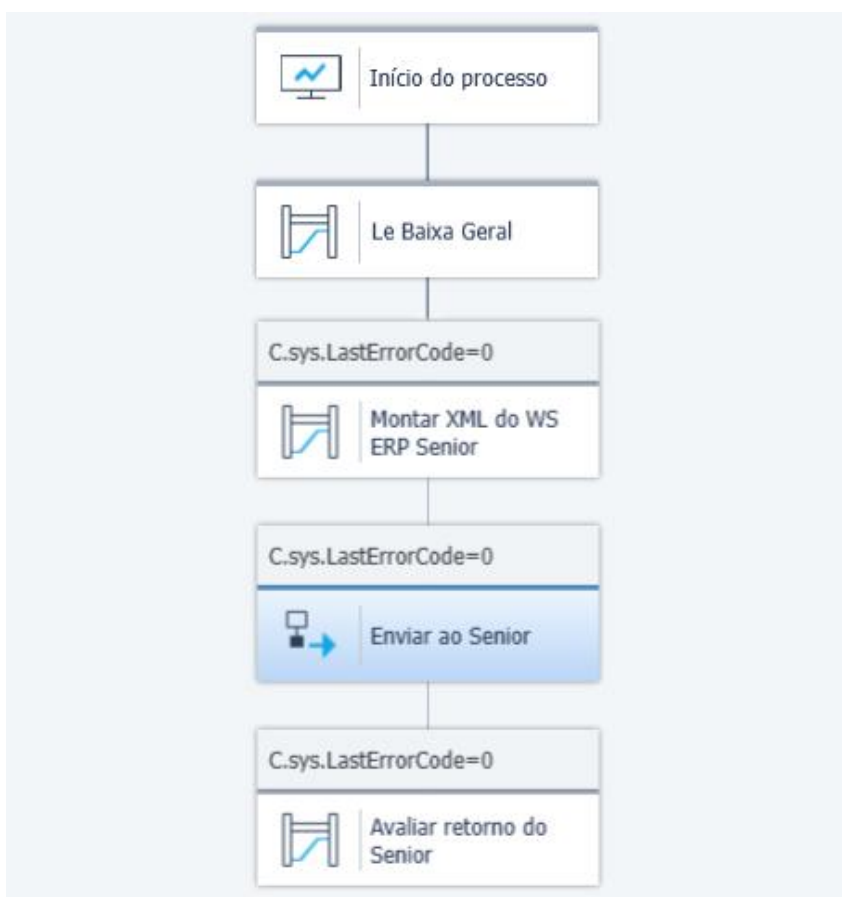 Início do processo
Le Baixa Geral
C.sys.LastErrorCode=0
Montar XML do WS
ERP Senior
C.sys.LastErrorCode=0
Enviar ao Senior
C.sys.LastErrorCode=0
Avaliar retorno do
Senior